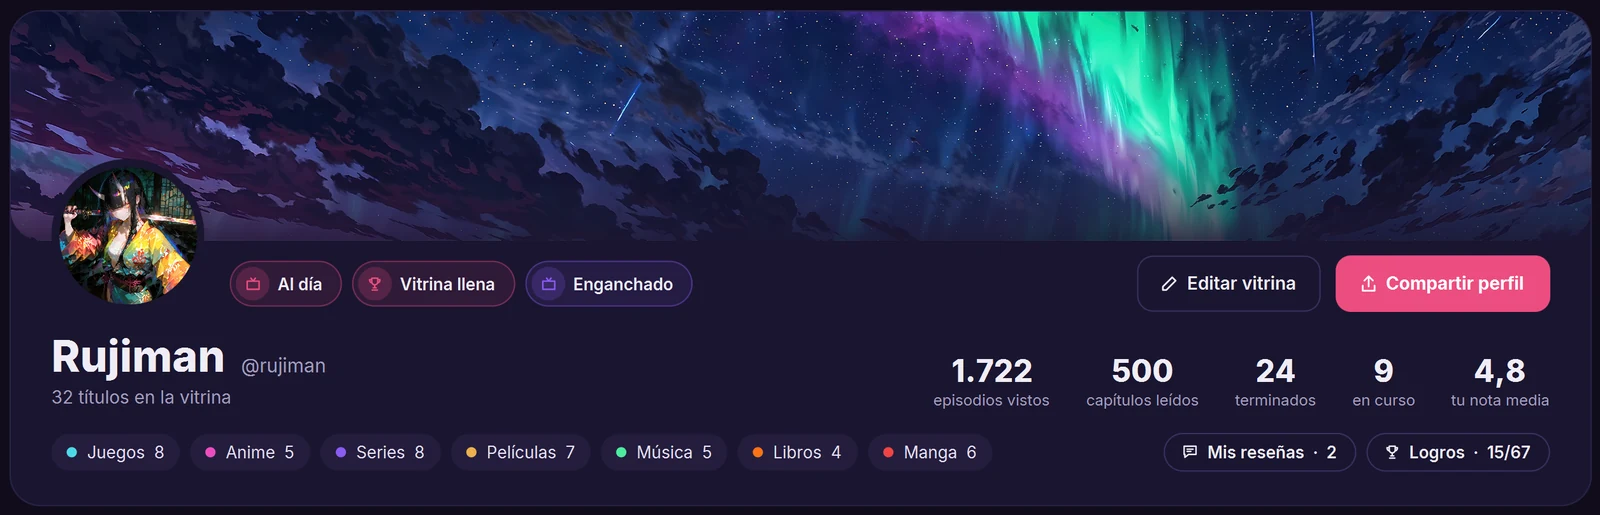 Al día
Vitrina llena
Enganchado
Editar vitrina
Compartir perfil
Rujiman @rujiman
32 títulos en la vitrina
1.722
episodios vistos
500
capítulos leídos
24
terminados
9
en curso
4,8
tu nota media
Juegos 8
Anime 5
Series 8
Películas 7
Música 5
Libros 4
Manga 6
Mis reseñas · 2
Logros · 15/67